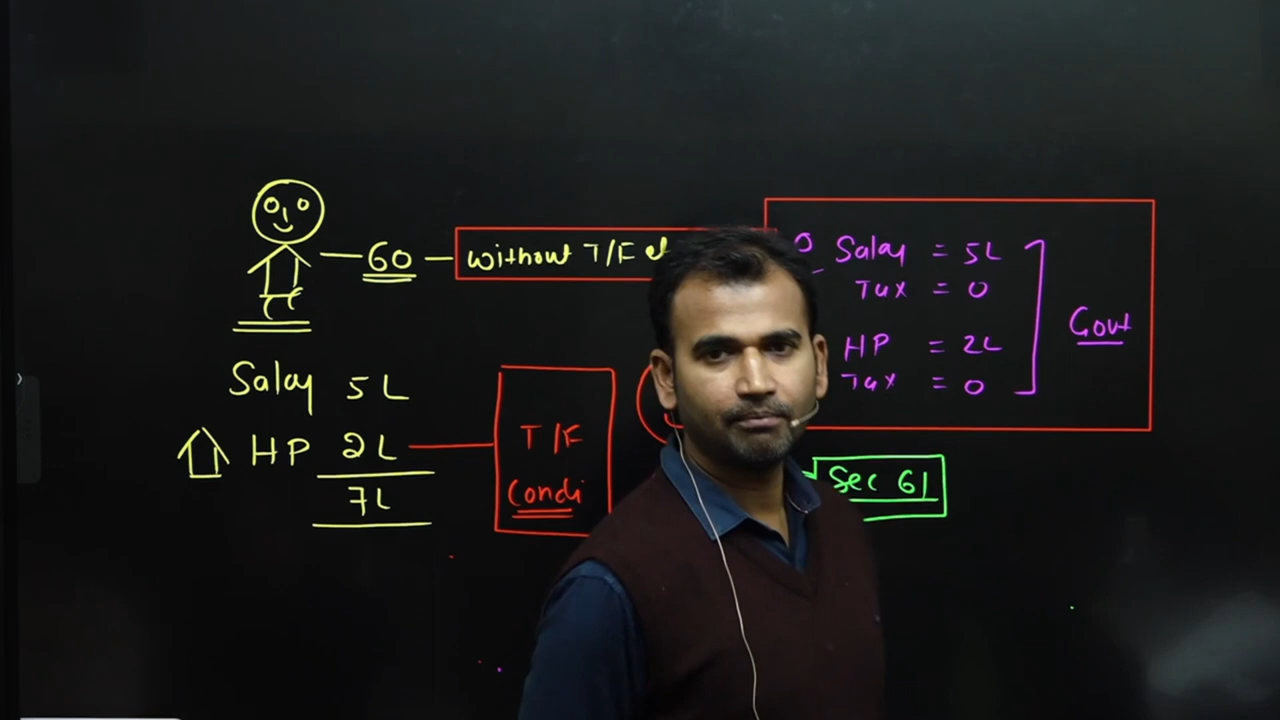 60
without T/F
Salay 5L
HP 2L
7L
T/F
Condi
Salay = 5L
Tax = 0
HP = 2L
Tax = 0
Govt
Sec 61